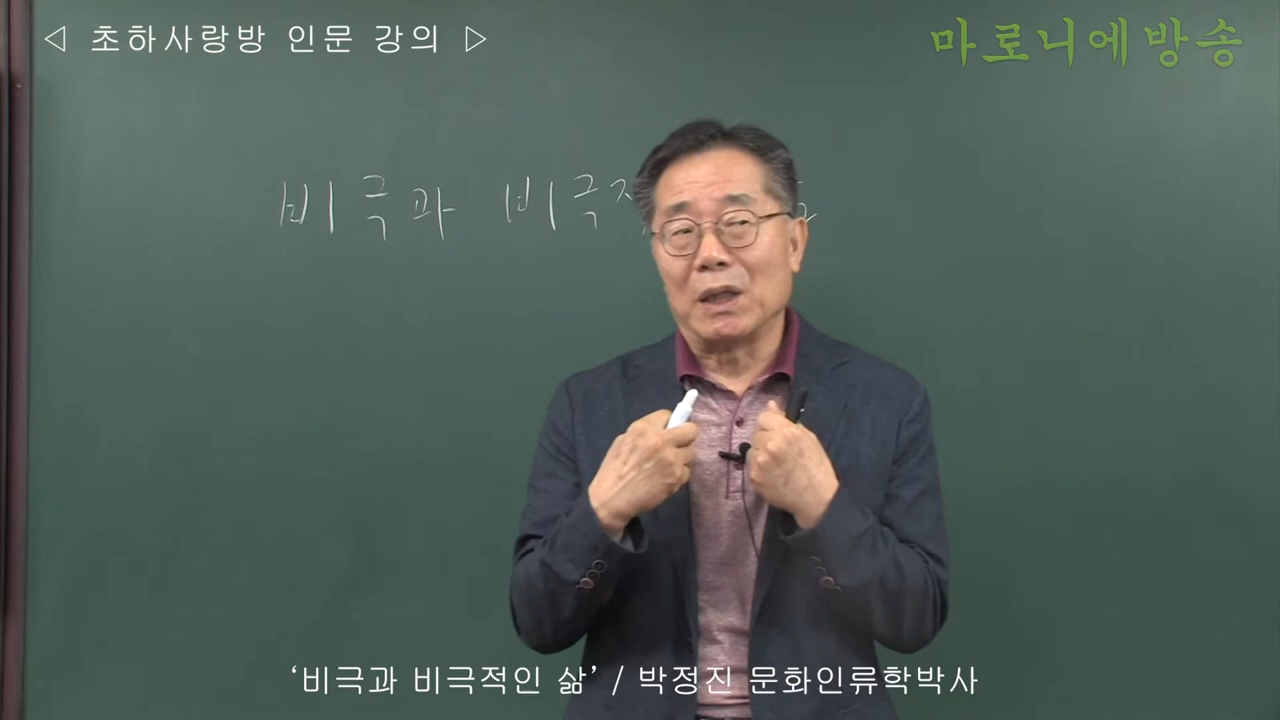 ◁ 초하사랑방 인문 강의 ▷
마로니에방송
비극과 비극
‘비극과 비극적인 삶’ / 박정진 문화인류학박사